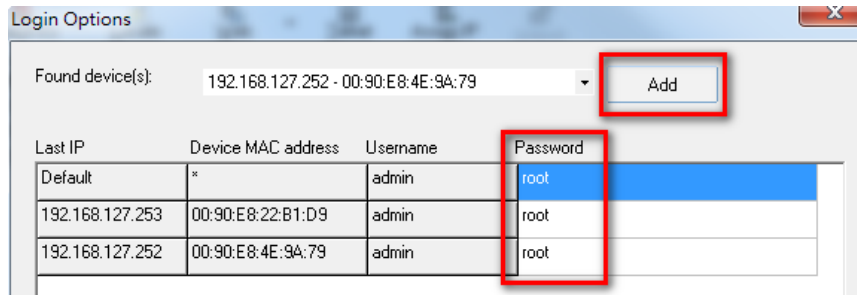 Login Options
Found device(s): 192.168.127.252 - 00:90:E8:4E:9A:79 Add
Last IP Device MAC address Username Password
Default * admin root
192.168.127.253 00:90:E8:22:B1:D9 admin root
192.168.127.252 00:90:E8:4E:9A:79 admin root